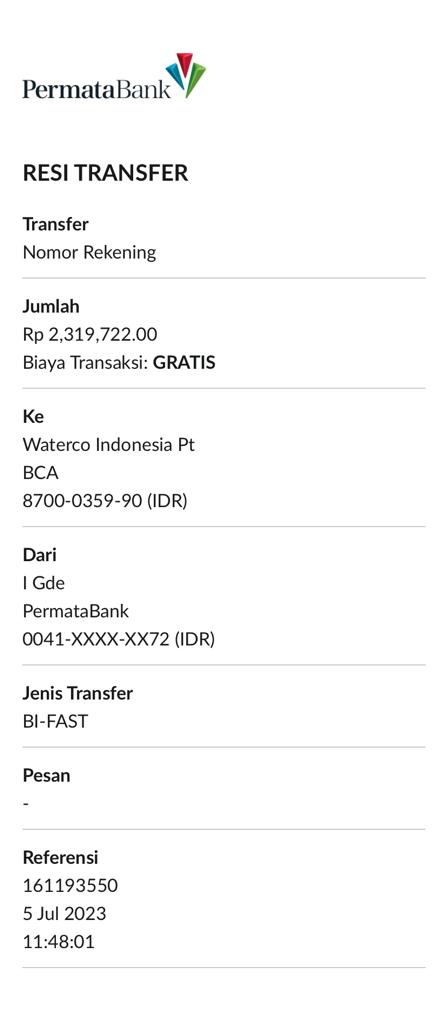 PermataBank
RESI TRANSFER
Transfer
Nomor Rekening
Jumlah
Rp 2,319,722.00
Biaya Transaksi: GRATIS
Ke
Waterco Indonesia Pt
BCA
8700-0359-90 (IDR)
Dari
I Gde
PermataBank
0041-XXXX-XX72 (IDR)
Jenis Transfer
BI-FAST
Pesan
-
Referensi
161193550
5 Jul 2023
11:48:01